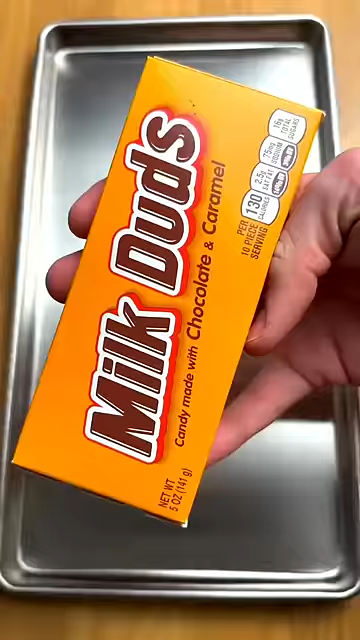 Milk Duds
Candy made with Chocolate & Caramel
PER
10 PIECE
SERVING
130
CALORIES
2.5g
SAT FAT
75mg
SODIUM
16g
TOTAL
SUGARS
NET WT
5 OZ (141 g)